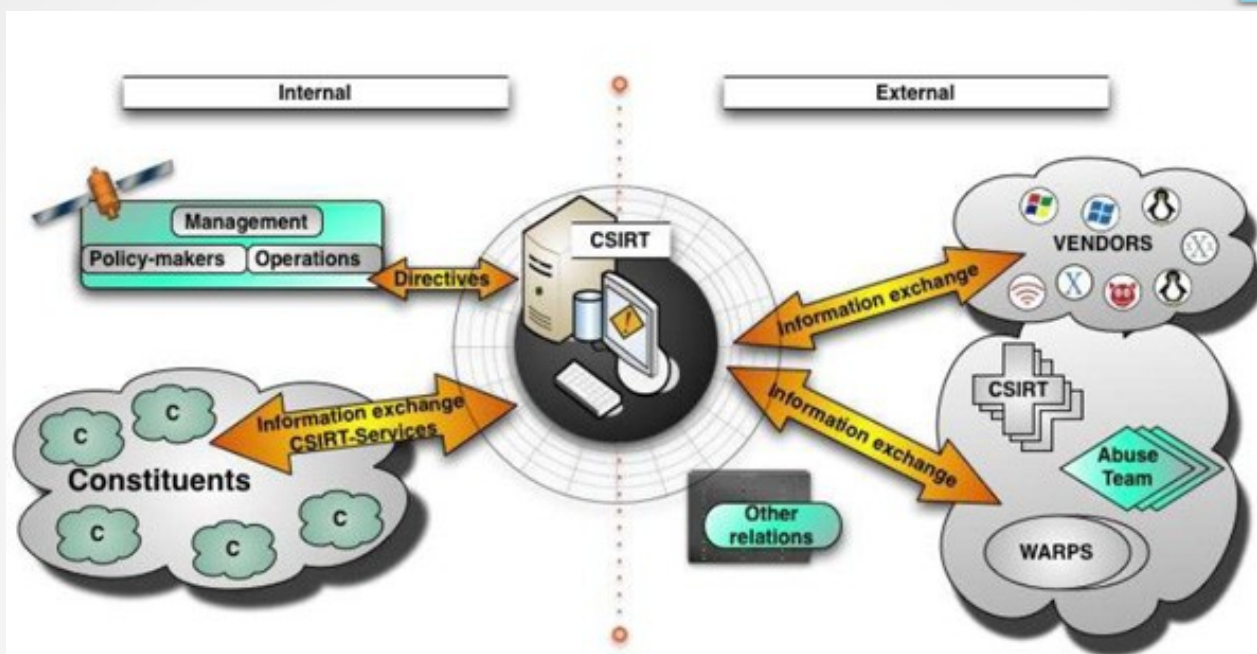 Internal
External
Management
Policy-makers
Operations
Directives
CSIRT
Information exchange
VENDORS
X
Information exchange
CSIRT
Abuse
Team
WARPS
Other
relations
Information exchange
CSIRT-Services
Constituents
C
C
C
C
C